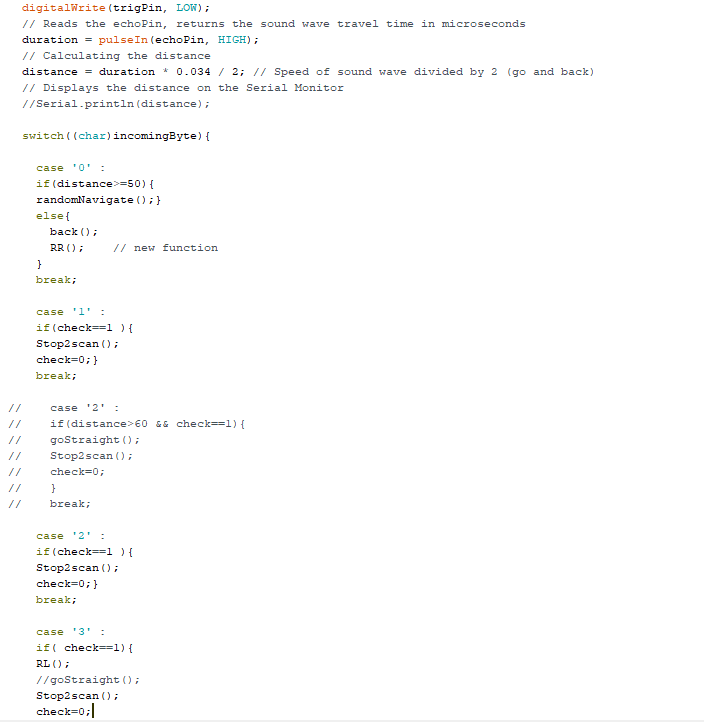 digitalWrite(trigPin, LOW);
// Reads the echoPin, returns the sound wave travel time in microseconds
duration = pulseIn(echoPin, HIGH);
// Calculating the distance
distance = duration * 0.034 / 2; // Speed of sound wave divided by 2 (go and back)
// Displays the distance on the Serial Monitor
//Serial.println(distance);
switch((char)incomingByte){
case '0' :
if(distance>=50){
randomNavigate();}
else{
back();
RR();    // new function
}
break;
case '1' :
if(check==1 ){
Stop2scan();
check=0;}
break;
//    case '2' :
//    if(distance>60 && check==1){
//    goStraight();
//    Stop2scan();
//    check=0;
//    }
//    break;
case '2' :
if(check==1 ){
Stop2scan();
check=0;}
break;
case '3' :
if( check==1){
RL();
//goStraight();
Stop2scan();
check=0;